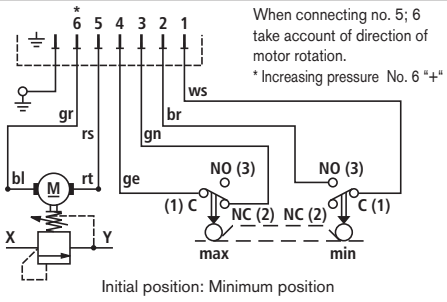 *
6 5 4 3 2 1
When connecting no. 5; 6
take account of direction of
motor rotation.
* Increasing pressure No. 6 "+"
ws
gr
br
rs
gn
bl
M
rt
ge
NO (3)
NO (3)
(1) C
NC (2)
NC (2)
C (1)
X
Y
max
min
Initial position: Minimum position